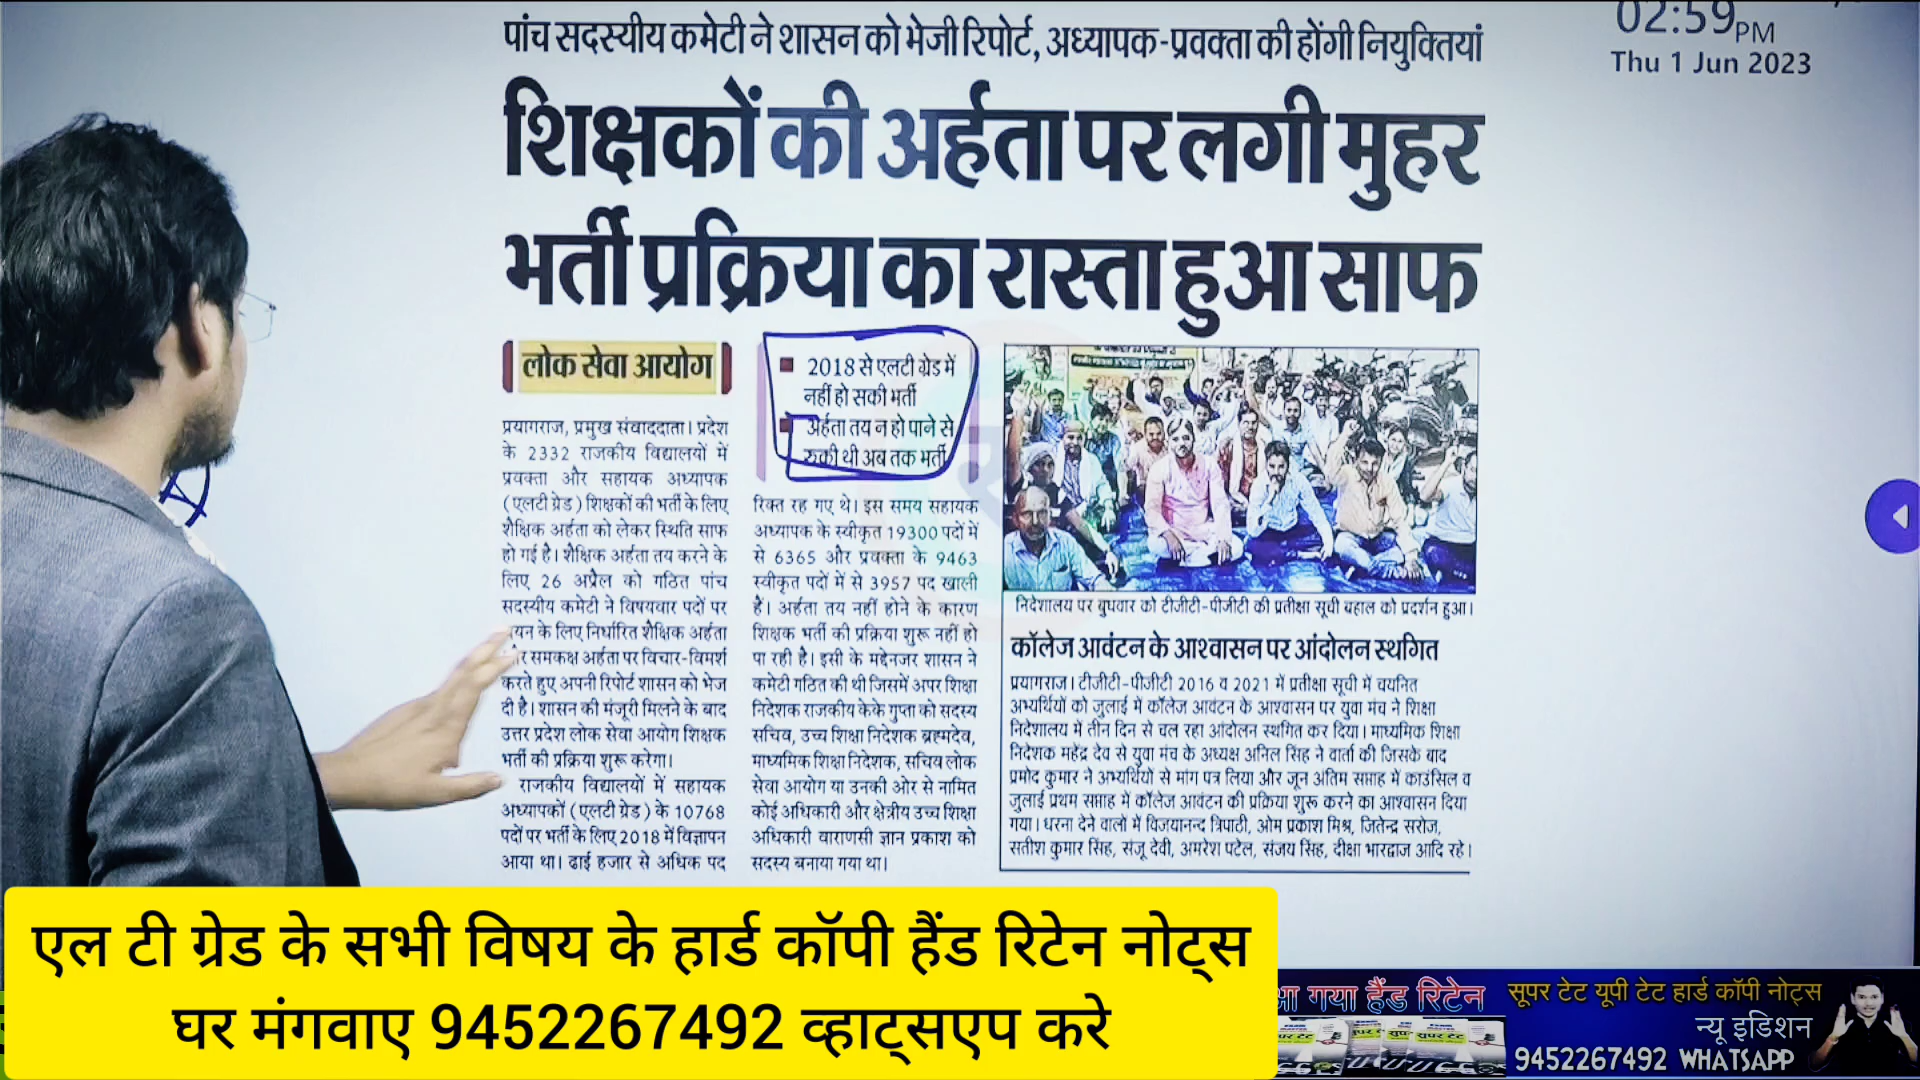 पांच सदस्यीय कमेटी ने शासन को भेजी रिपोर्ट, अध्यापक-प्रवक्ता की होंगी नियुक्तियां
02:59 PM
Thu 1 Jun 2023
शिक्षकों की अर्हता पर लगी मुहर
भर्ती प्रक्रिया का रास्ता हुआ साफ
लोक सेवा आयोग
प्रयागराज, प्रमुख संवाददाता। प्रदेश
के 2332 राजकीय विद्यालयों में
प्रवक्ता और सहायक अध्यापक
(एलटी ग्रेड) शिक्षकों की भर्ती के लिए
शैक्षिक अर्हता को लेकर स्थिति साफ
हो गई है। शैक्षिक अर्हता तय करने के
लिए 26 अप्रैल को गठित पांच
सदस्यीय कमेटी ने विषयवार पदों पर
चयन के लिए निर्धारित शैक्षिक अर्हता
और समकक्ष अर्हता पर विचार-विमर्श
करते हुए अपनी रिपोर्ट शासन को भेज
दी है। शासन की मंजूरी मिलने के बाद
उत्तर प्रदेश लोक सेवा आयोग शिक्षक
भर्ती की प्रक्रिया शुरू करेगा।
राजकीय विद्यालयों में सहायक
अध्यापकों (एलटी ग्रेड) के 10768
पदों पर भर्ती के लिए 2018 में विज्ञापन
आया था। ढाई हजार से अधिक पद
2018 से एलटी ग्रेड में
नहीं हो सकी भर्ती
अर्हता तय न हो पाने से
रुकी थी अब तक भर्ती
रिक्त रह गए थे। इस समय सहायक
अध्यापक के स्वीकृत 19300 पदों में
से 6365 और प्रवक्ता के 9463
स्वीकृत पदों में से 3957 पद खाली
हैं। अर्हता तय नहीं होने के कारण
शिक्षक भर्ती की प्रक्रिया शुरू नहीं हो
पा रही है। इसी के मद्देनजर शासन ने
कमेटी गठित की थी जिसमें अपर शिक्षा
निदेशक राजकीय केके गुप्ता को सदस्य
सचिव, उच्च शिक्षा निदेशक ब्रह्मदेव,
माध्यमिक शिक्षा निदेशक, सचिव लोक
सेवा आयोग या उनकी ओर से नामित
कोई अधिकारी और क्षेत्रीय उच्च शिक्षा
अधिकारी वाराणसी ज्ञान प्रकाश को
सदस्य बनाया गया था।
निदेशालय पर बुधवार को टीजीटी-पीजीटी की प्रतीक्षा सूची बहाल को प्रदर्शन हुआ।
कॉलेज आवंटन के आश्वासन पर आंदोलन स्थगित
प्रयागराज। टीजीटी-पीजीटी 2016 व 2021 में प्रतीक्षा सूची में चयनित
अभ्यर्थियों को जुलाई में कॉलेज आवंटन के आश्वासन पर युवा मंच ने शिक्षा
निदेशालय में तीन दिन से चल रहा आंदोलन स्थगित कर दिया। माध्यमिक शिक्षा
निदेशक महेंद्र देव से युवा मंच के अध्यक्ष अनिल सिंह ने वार्ता की जिसके बाद
प्रमोद कुमार ने अभ्यर्थियों से मांग पत्र लिया और जून अंतिम सप्ताह में काउंसिल व
जुलाई प्रथम सप्ताह में कॉलेज आवंटन की प्रक्रिया शुरू करने का आश्वासन दिया
गया। धरना देने वालों में विजयानन्द त्रिपाठी, ओम प्रकाश मिश्र, जितेन्द्र सरोज,
सतीश कुमार सिंह, संजू देवी, अमरेश पटेल, संजय सिंह, दीक्षा भारद्वाज आदि रहे।
एल टी ग्रेड के सभी विषय के हार्ड कॉपी हैंड रिटेन नोट्स
घर मंगवाए 9452267492 व्हाट्सएप करे
गया हैंड रिटेन
सूपर टेट यूपी टेट हार्ड कॉपी नोट्स
न्यू इडिशन
9452267492 WHATSAPP